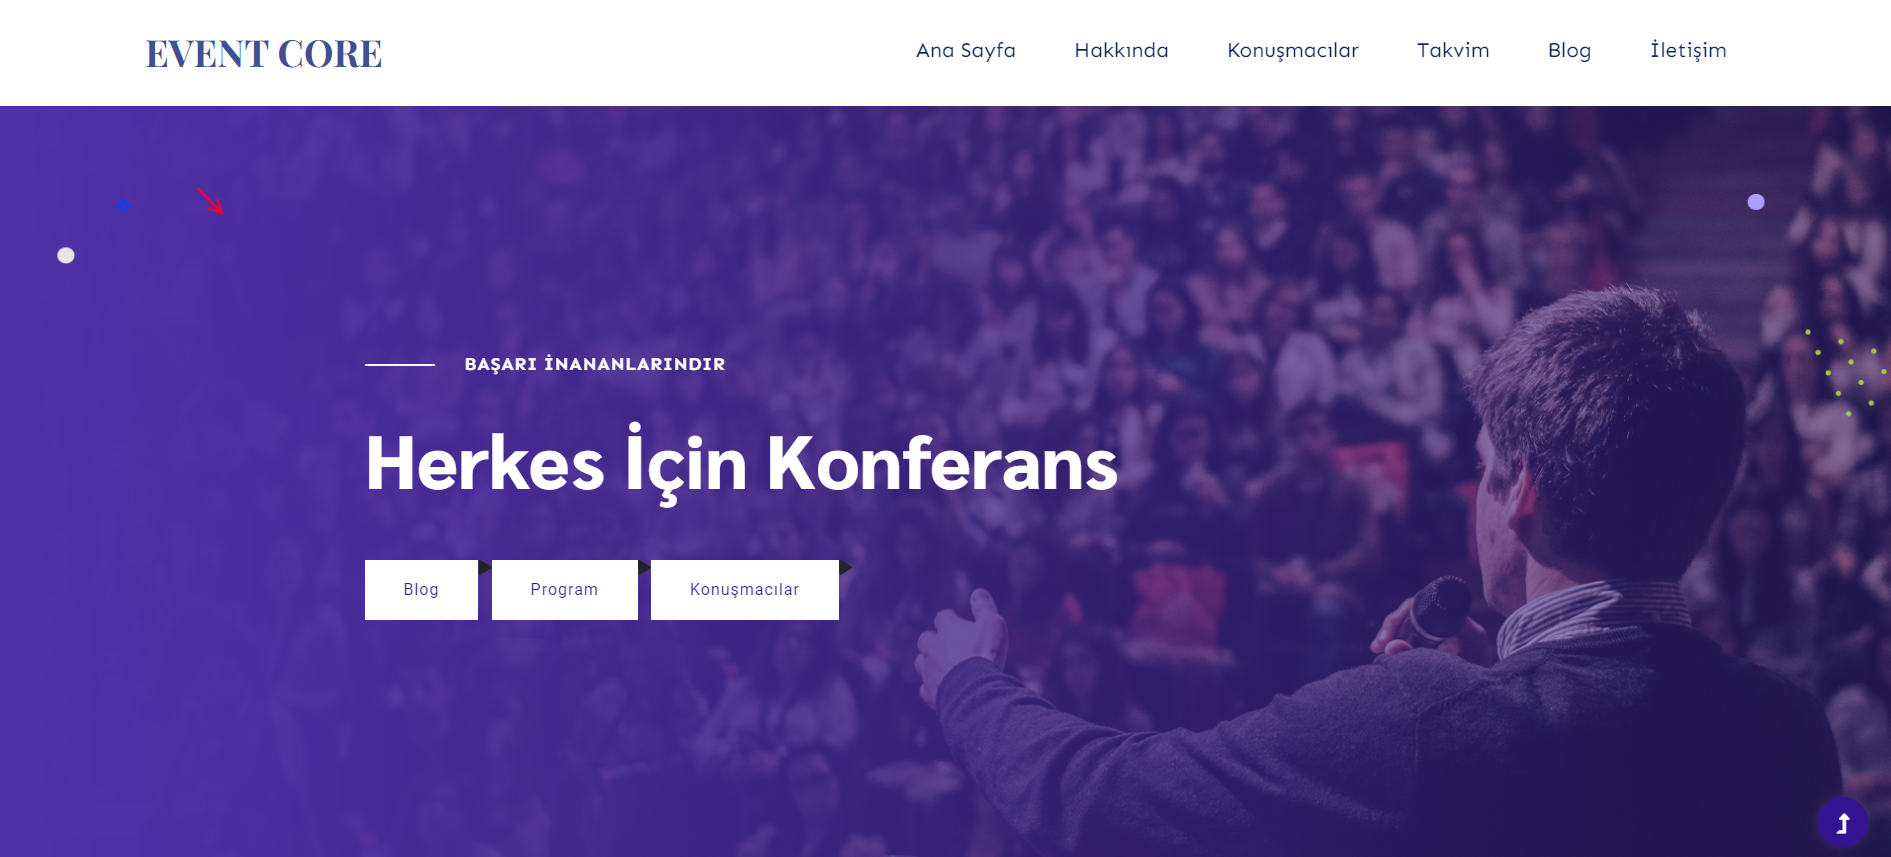 EVENT CORE
Ana Sayfa Hakkında Konuşmacılar Takvim Blog İletişim
BAŞARI İNANANLARINDIR
Herkes İçin Konferans
Blog Program Konuşmacılar